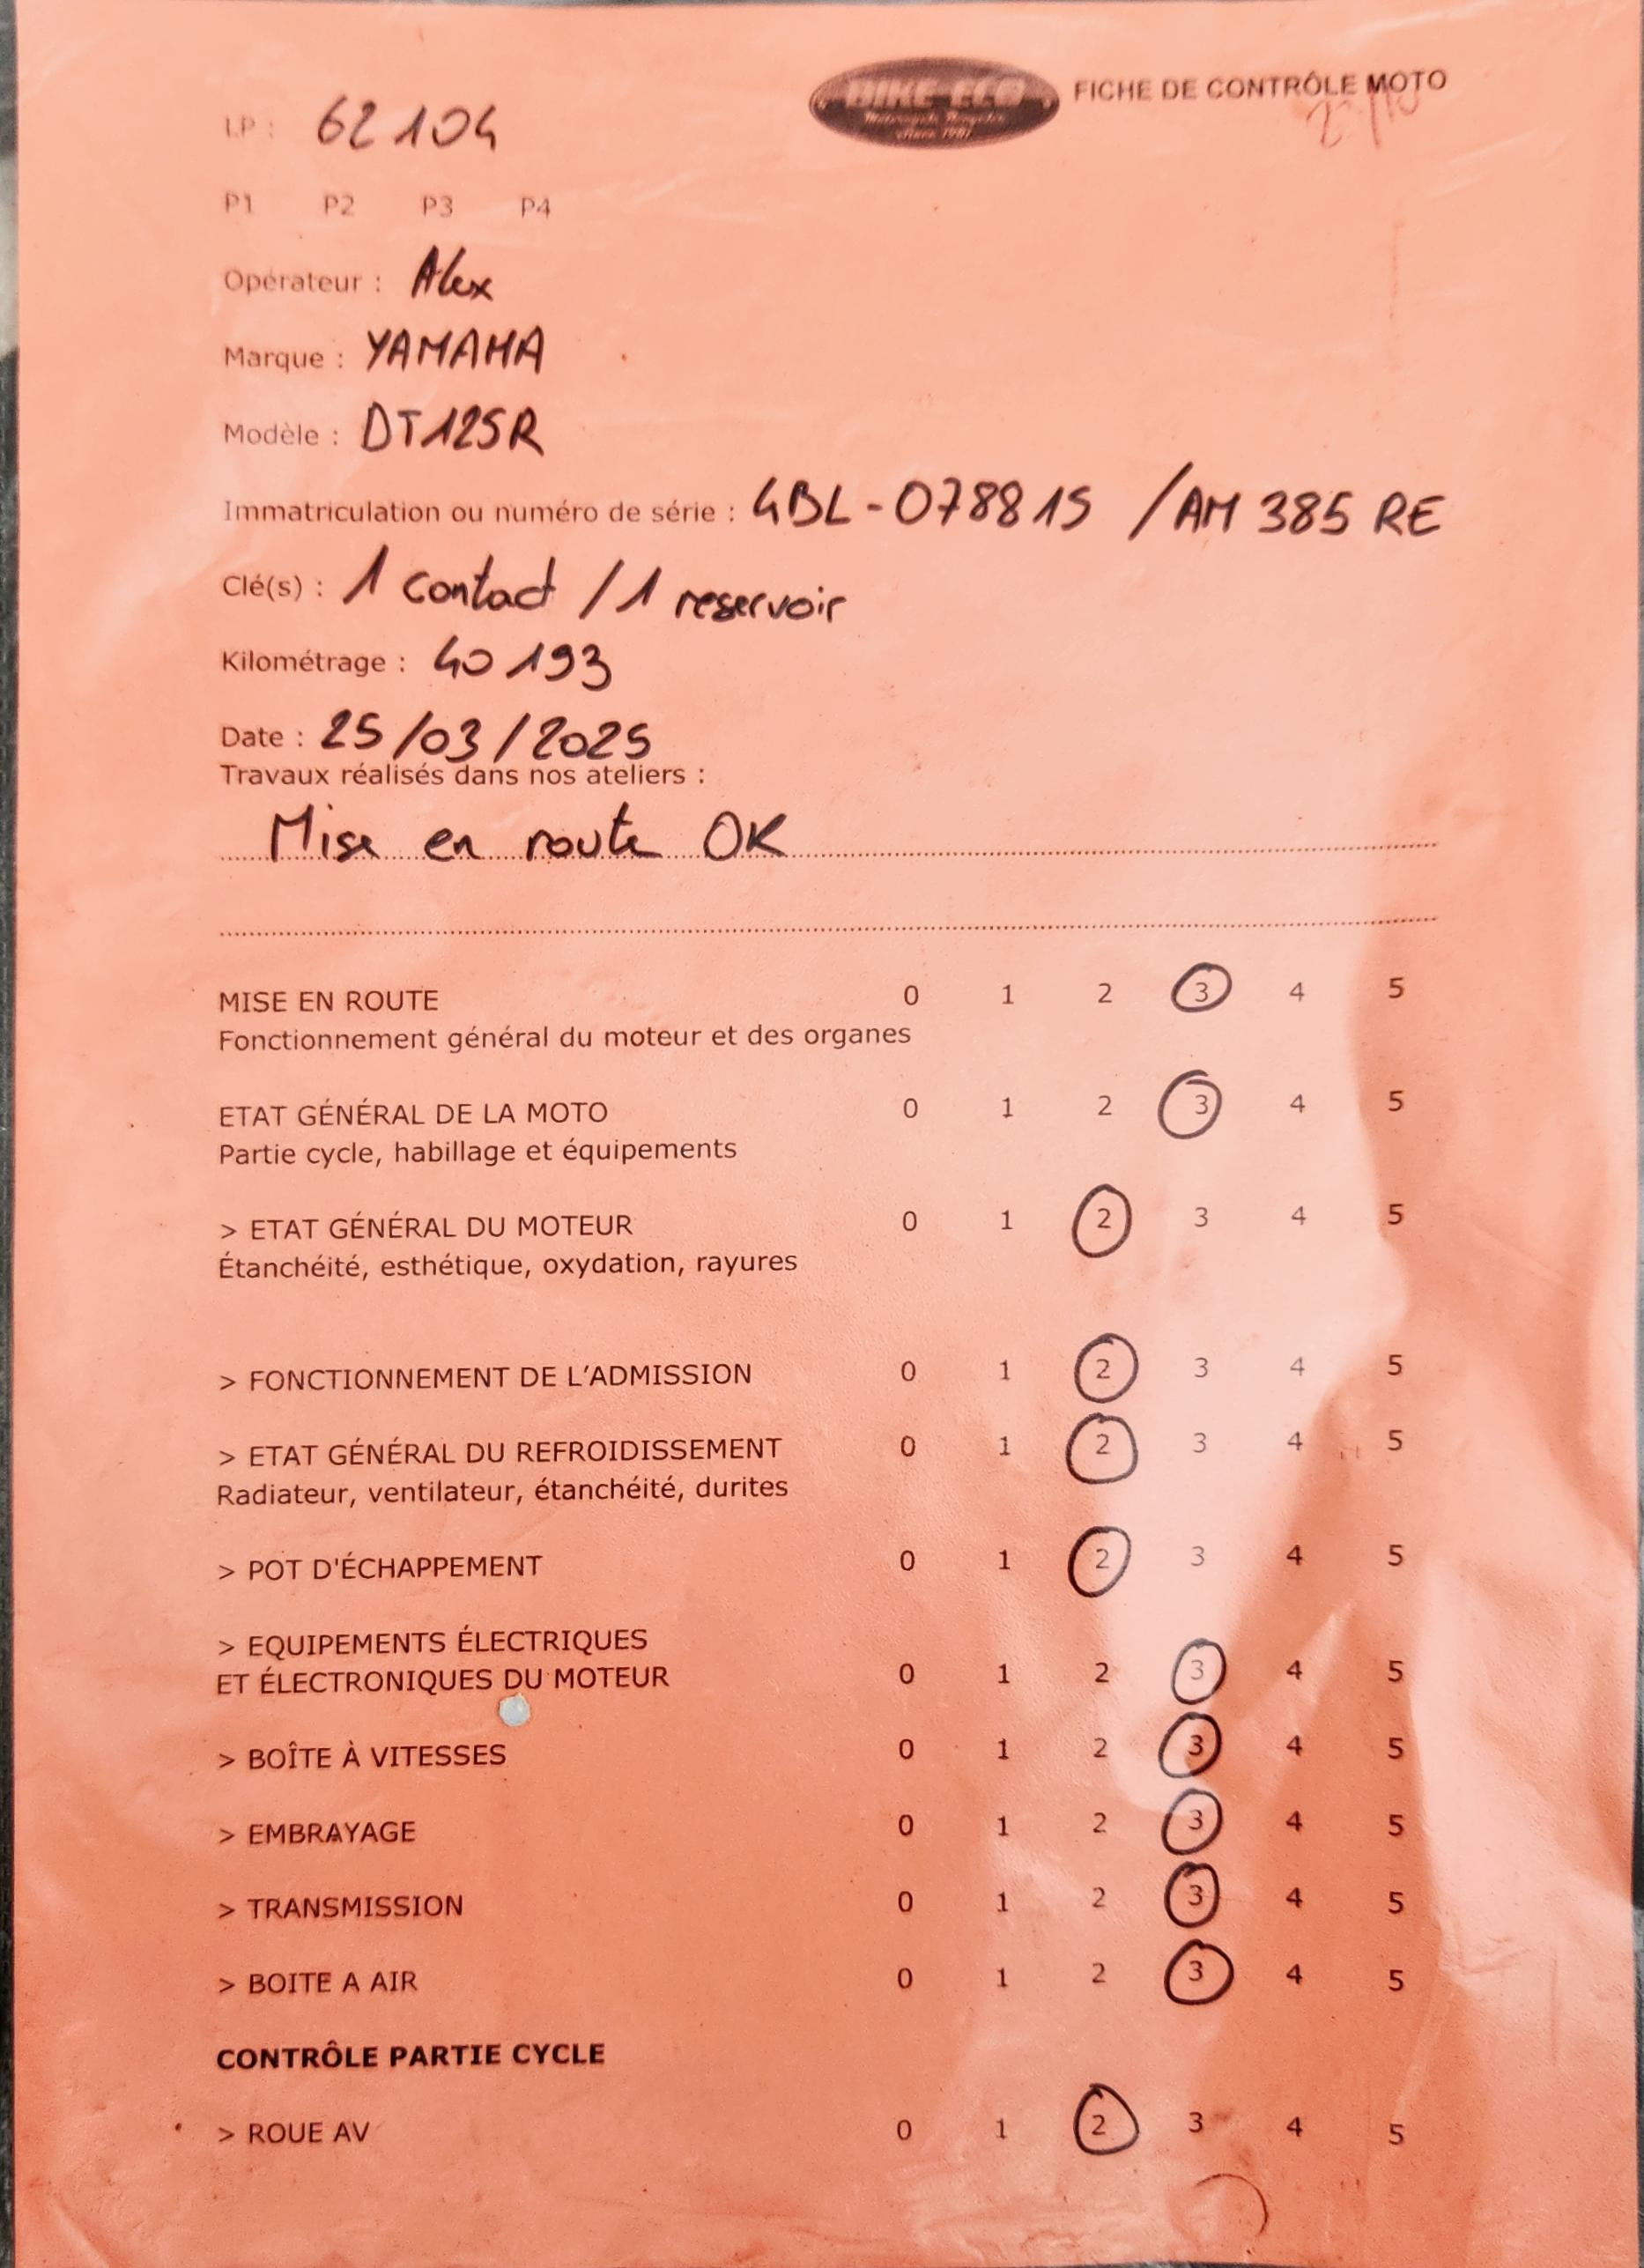 LP : 62104
BIKE-ECO
FICHE DE CONTRÔLE MOTO
P1 P2 P3 P4
Opérateur : Alex
Marque : YAMAHA
Modèle : DT125R
Immatriculation ou numéro de série : 4BL-078815 / AM 385 RE
Clé(s) : 1 contact / 1 reservoir
Kilométrage : 40193
Date : 25/03/2025
Travaux réalisés dans nos ateliers :
Mise en route OK
MISE EN ROUTE 0 1 2 3 4 5
Fonctionnement général du moteur et des organes
ETAT GÉNÉRAL DE LA MOTO 0 1 2 3 4 5
Partie cycle, habillage et équipements
> ETAT GÉNÉRAL DU MOTEUR 0 1 2 3 4 5
Étanchéité, esthétique, oxydation, rayures
> FONCTIONNEMENT DE L'ADMISSION 0 1 2 3 4 5
> ETAT GÉNÉRAL DU REFROIDISSEMENT 0 1 2 3 4 5
Radiateur, ventilateur, étanchéité, durites
> POT D'ÉCHAPPEMENT 0 1 2 3 4 5
> EQUIPEMENTS ÉLECTRIQUES
ET ÉLECTRONIQUES DU MOTEUR 0 1 2 3 4 5
> BOÎTE À VITESSES 0 1 2 3 4 5
> EMBRAYAGE 0 1 2 3 4 5
> TRANSMISSION 0 1 2 3 4 5
> BOITE A AIR 0 1 2 3 4 5
CONTRÔLE PARTIE CYCLE
> ROUE AV 0 1 2 3 4 5